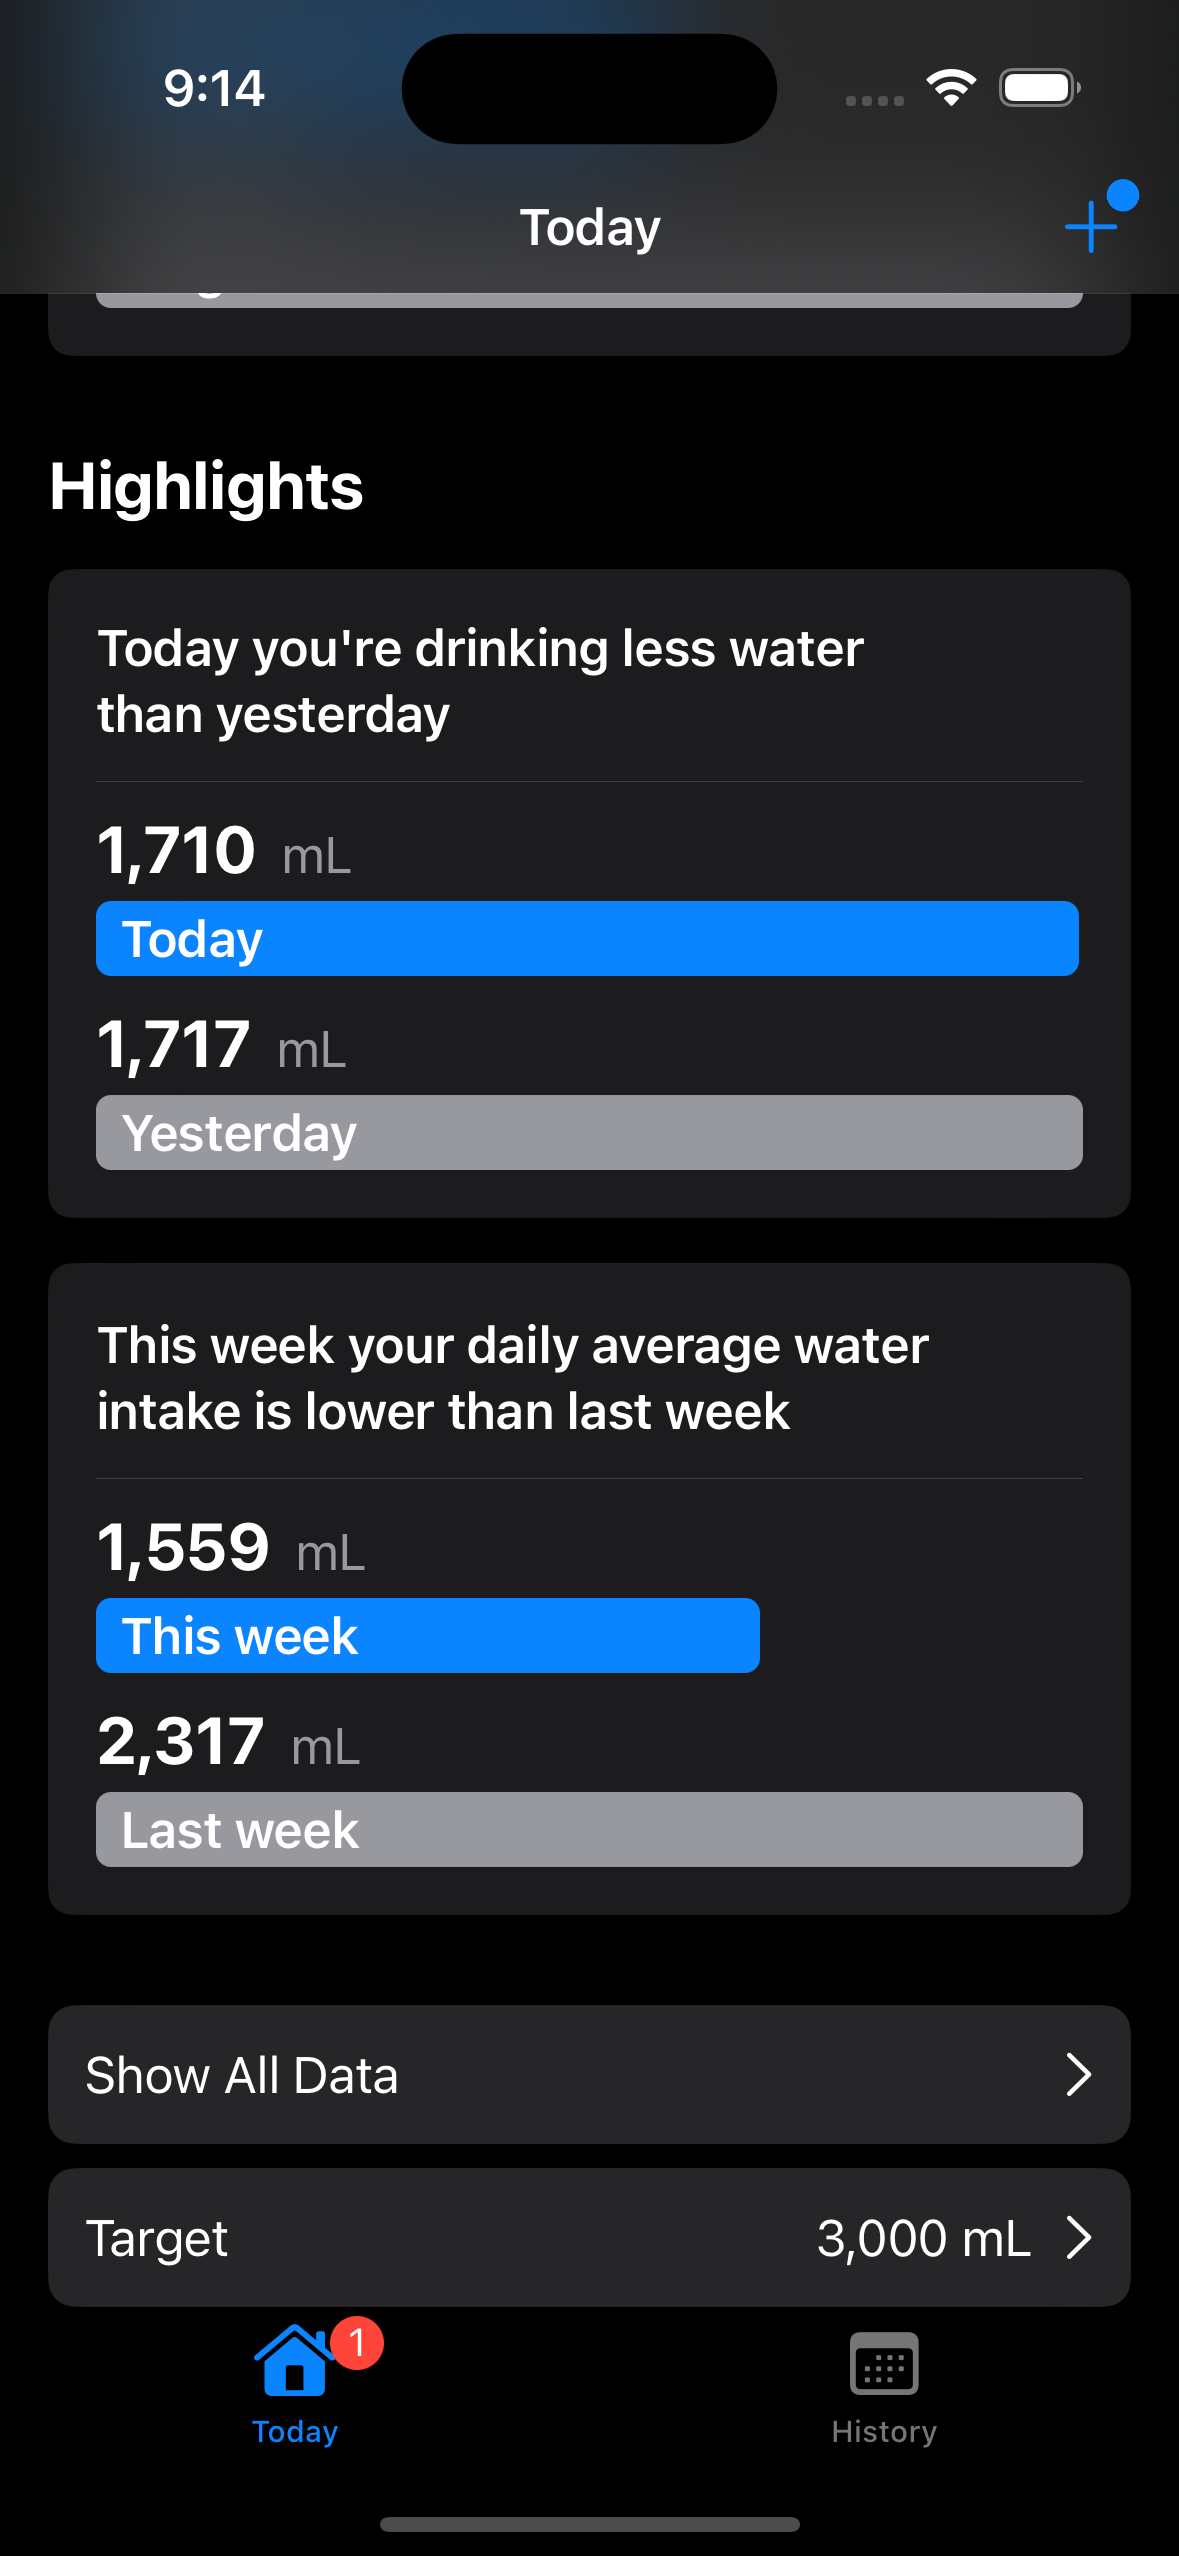 9:14
Today
Highlights
Today you're drinking less water
than yesterday
1,710 mL
Today
1,717 mL
Yesterday
This week your daily average water
intake is lower than last week
1,559 mL
This week
2,317 mL
Last week
Show All Data
Target 3,000 mL
1
Today
History